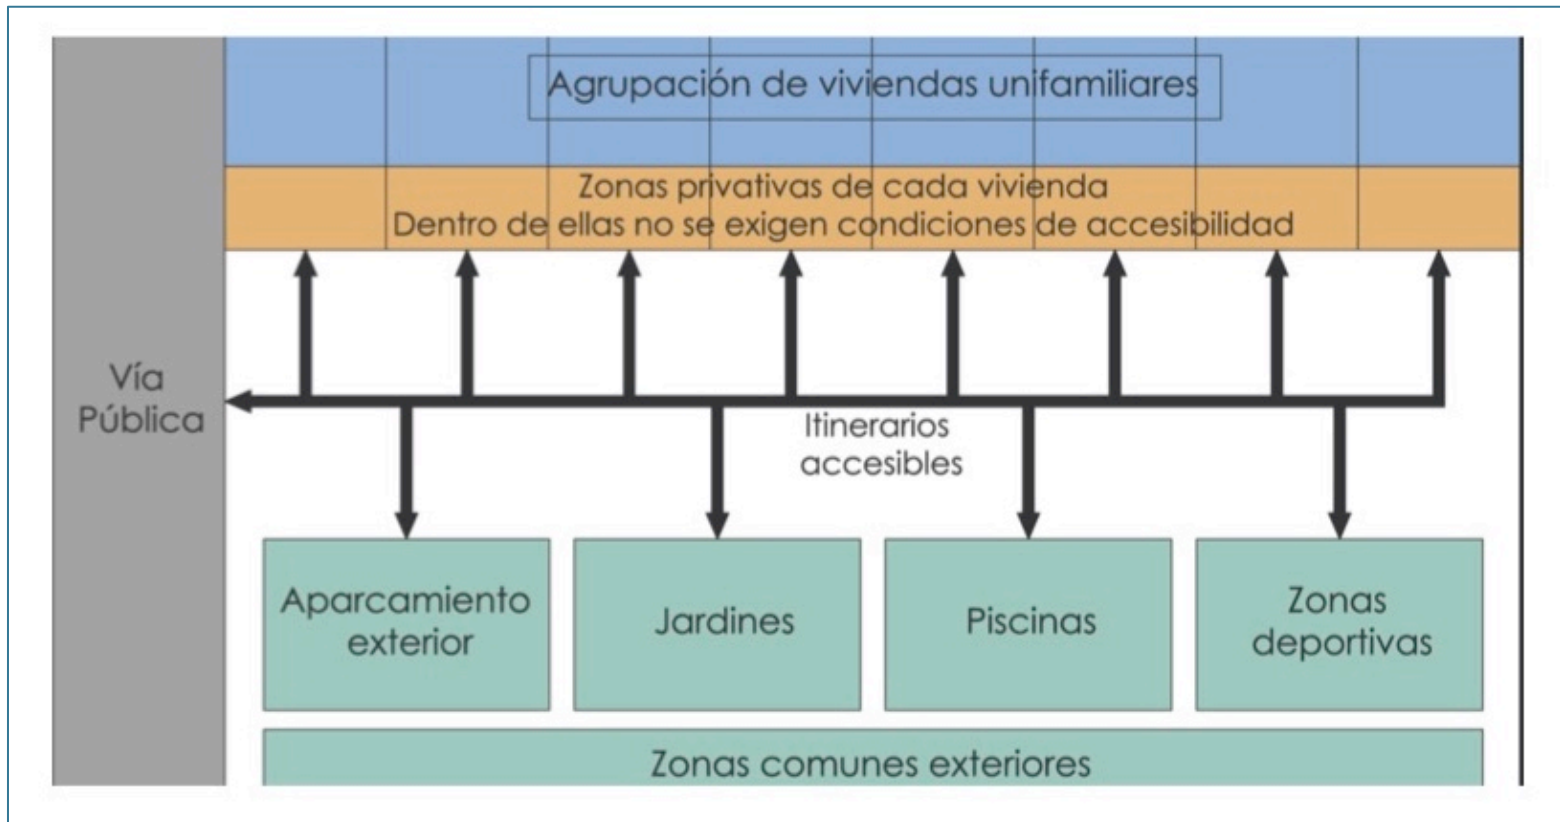 Agrupación de viviendas unifamiliares
Zonas privativas de cada vivienda
Dentro de ellas no se exigen condiciones de accesibilidad
Vía
Pública
Itinerarios
accesibles
Aparcamiento
exterior
Jardines
Piscinas
Zonas
deportivas
Zonas comunes exteriores